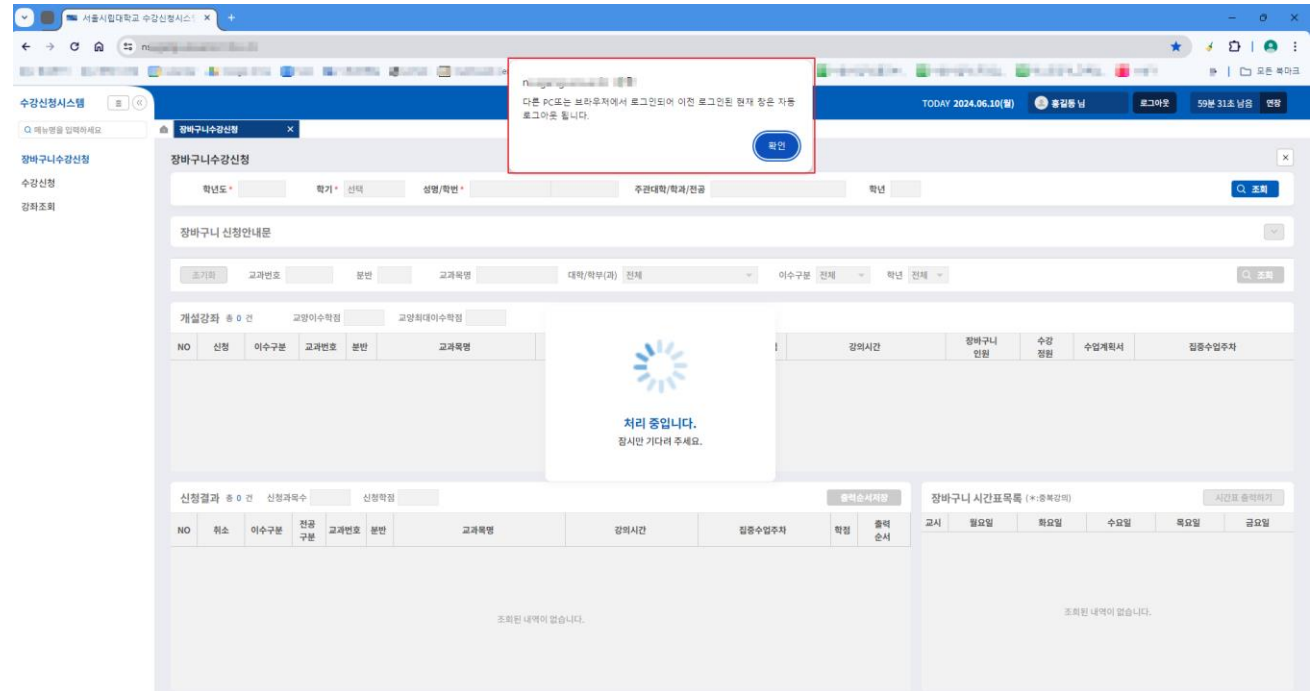 서울시립대학교 수강신청시스
모든 북마크
다른 PC또는 브라우저에서 로그인되어 이전 로그인된 현재 창은 자동
로그아웃 됩니다.
확인
수강신청시스템
TODAY 2024.06.10(월) 홍길동 님 로그아웃 59분 31초 남음 연장
메뉴명을 입력하세요
장바구니수강신청
장바구니수강신청
수강신청
강좌조회
장바구니수강신청
학년도* 학기* 선택 성명/학번* 주관대학/학과/전공 학년 조회
장바구니 신청안내문
초기화 교과번호 분반 교과목명 대학/학부(과) 전체 이수구분 전체 학년 전체 조회
개설강좌 총 0 건 교양이수학점 교양최대이수학점
NO 신청 이수구분 교과번호 분반 교과목명 강의시간 장바구니 인원 수강 정원 수업계획서 집중수업주차
처리 중입니다.
잠시만 기다려 주세요.
신청결과 총 0 건 신청과목수 신청학점 출력순서저장
NO 취소 이수구분 전공 구분 교과번호 분반 교과목명 강의시간 집중수업주차 학점 출력 순서
조회된 내역이 없습니다.
장바구니 시간표목록 (*:중복강의) 시간표 출력하기
교시 월요일 화요일 수요일 목요일 금요일
조회된 내역이 없습니다.